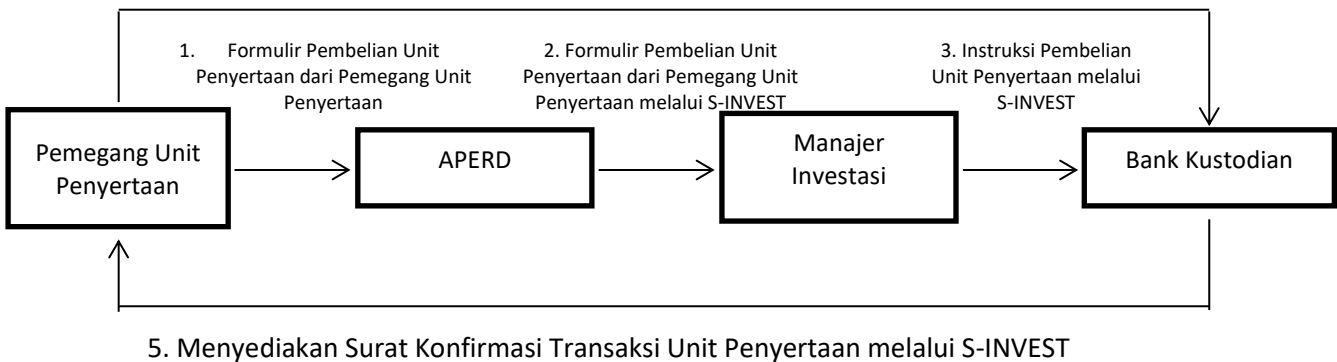 1. Formulir Pembelian Unit
Penyertaan dari Pemegang Unit
Penyertaan
2. Formulir Pembelian Unit
Penyertaan dari Pemegang Unit
Penyertaan melalui S-INVEST
3. Instruksi Pembelian
Unit Penyertaan melalui
S-INVEST
Pemegang Unit
Penyertaan
APERD
Manajer
Investasi
Bank Kustodian
5. Menyediakan Surat Konfirmasi Transaksi Unit Penyertaan melalui S-INVEST